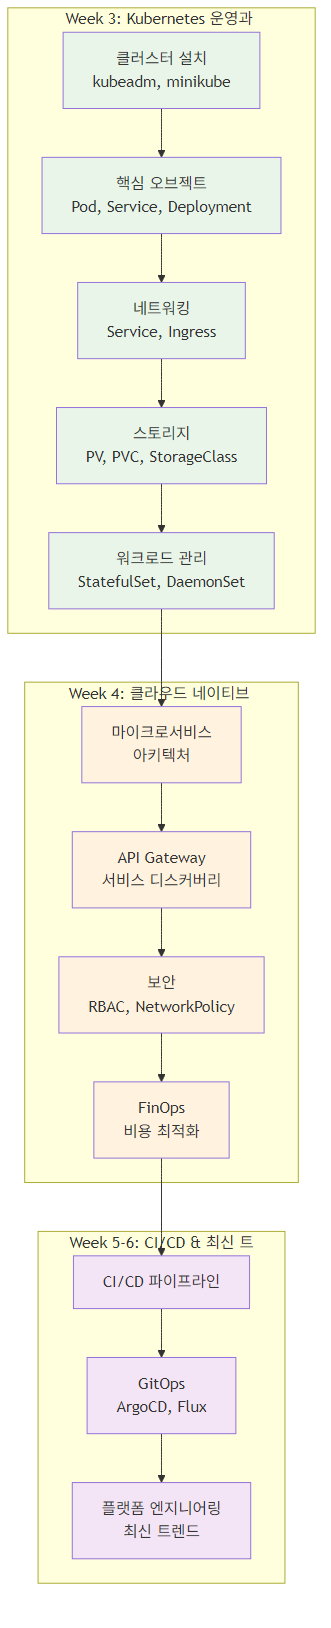 Week 3: Kubernetes 운영과
클러스터 설치
kubeadm, minikube
핵심 오브젝트
Pod, Service, Deployment
네트워킹
Service, Ingress
스토리지
PV, PVC, StorageClass
워크로드 관리
StatefulSet, DaemonSet
Week 4: 클라우드 네이티브
마이크로서비스
아키텍처
API Gateway
서비스 디스커버리
보안
RBAC, NetworkPolicy
FinOps
비용 최적화
Week 5-6: CI/CD & 최신 트
CI/CD 파이프라인
GitOps
ArgoCD, Flux
플랫폼 엔지니어링
최신 트렌드